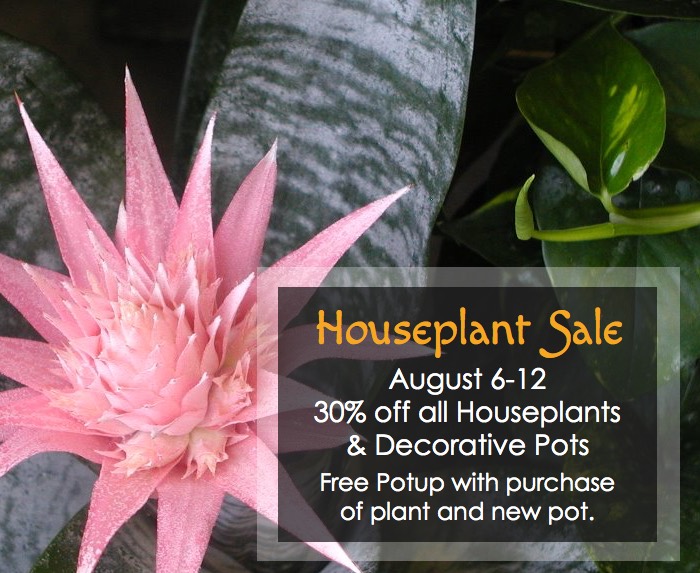 Houseplant Sale
August 6-12
30% off all Houseplants
& Decorative Pots
Free Potup with purchase
of plant and new pot.